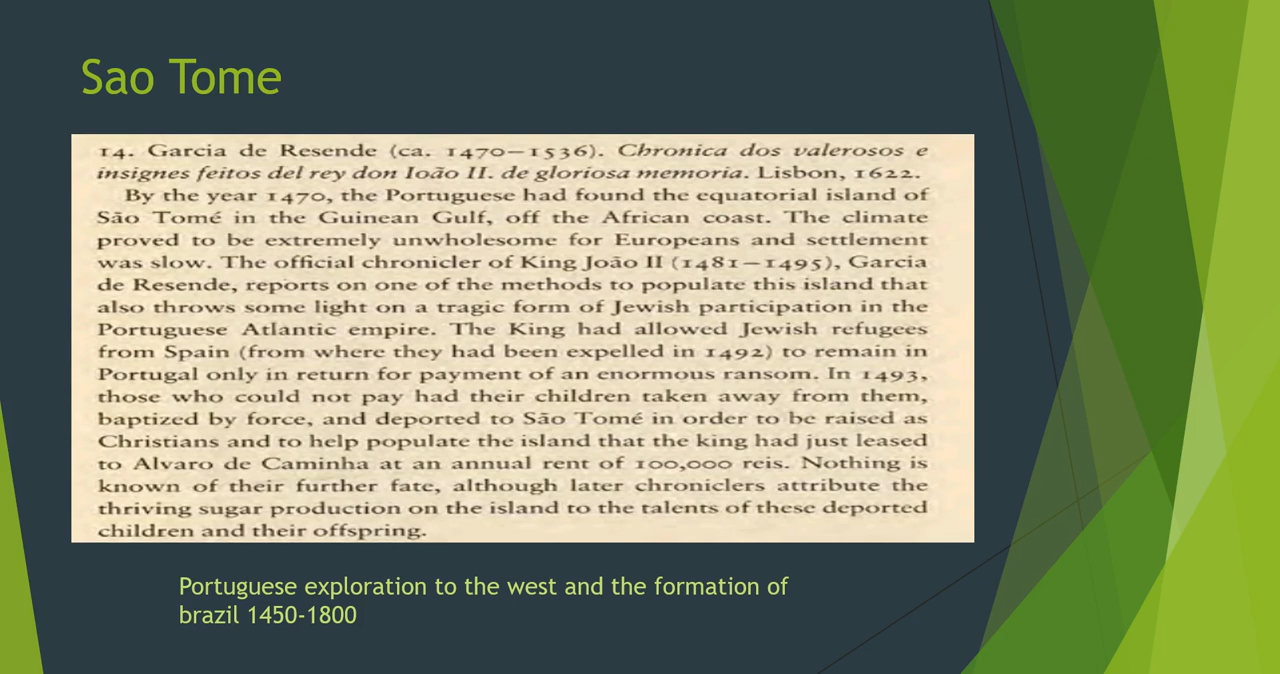 Sao Tome
14. Garcia de Resende (ca. 1470–1536). Chronica dos valerosos e
insignes feitos del rey don Ioão II. de gloriosa memoria. Lisbon, 1622.
By the year 1470, the Portuguese had found the equatorial island of
São Tomé in the Guinean Gulf, off the African coast. The climate
proved to be extremely unwholesome for Europeans and settlement
was slow. The official chronicler of King João II (1481–1495), Garcia
de Resende, reports on one of the methods to populate this island that
also throws some light on a tragic form of Jewish participation in the
Portuguese Atlantic empire. The King had allowed Jewish refugees
from Spain (from where they had been expelled in 1492) to remain in
Portugal only in return for payment of an enormous ransom. In 1493,
those who could not pay had their children taken away from them,
baptized by force, and deported to São Tomé in order to be raised as
Christians and to help populate the island that the king had just leased
to Alvaro de Caminha at an annual rent of 100,000 reis. Nothing is
known of their further fate, although later chroniclers attribute the
thriving sugar production on the island to the talents of these deported
children and their offspring.
Portuguese exploration to the west and the formation of
brazil 1450-1800